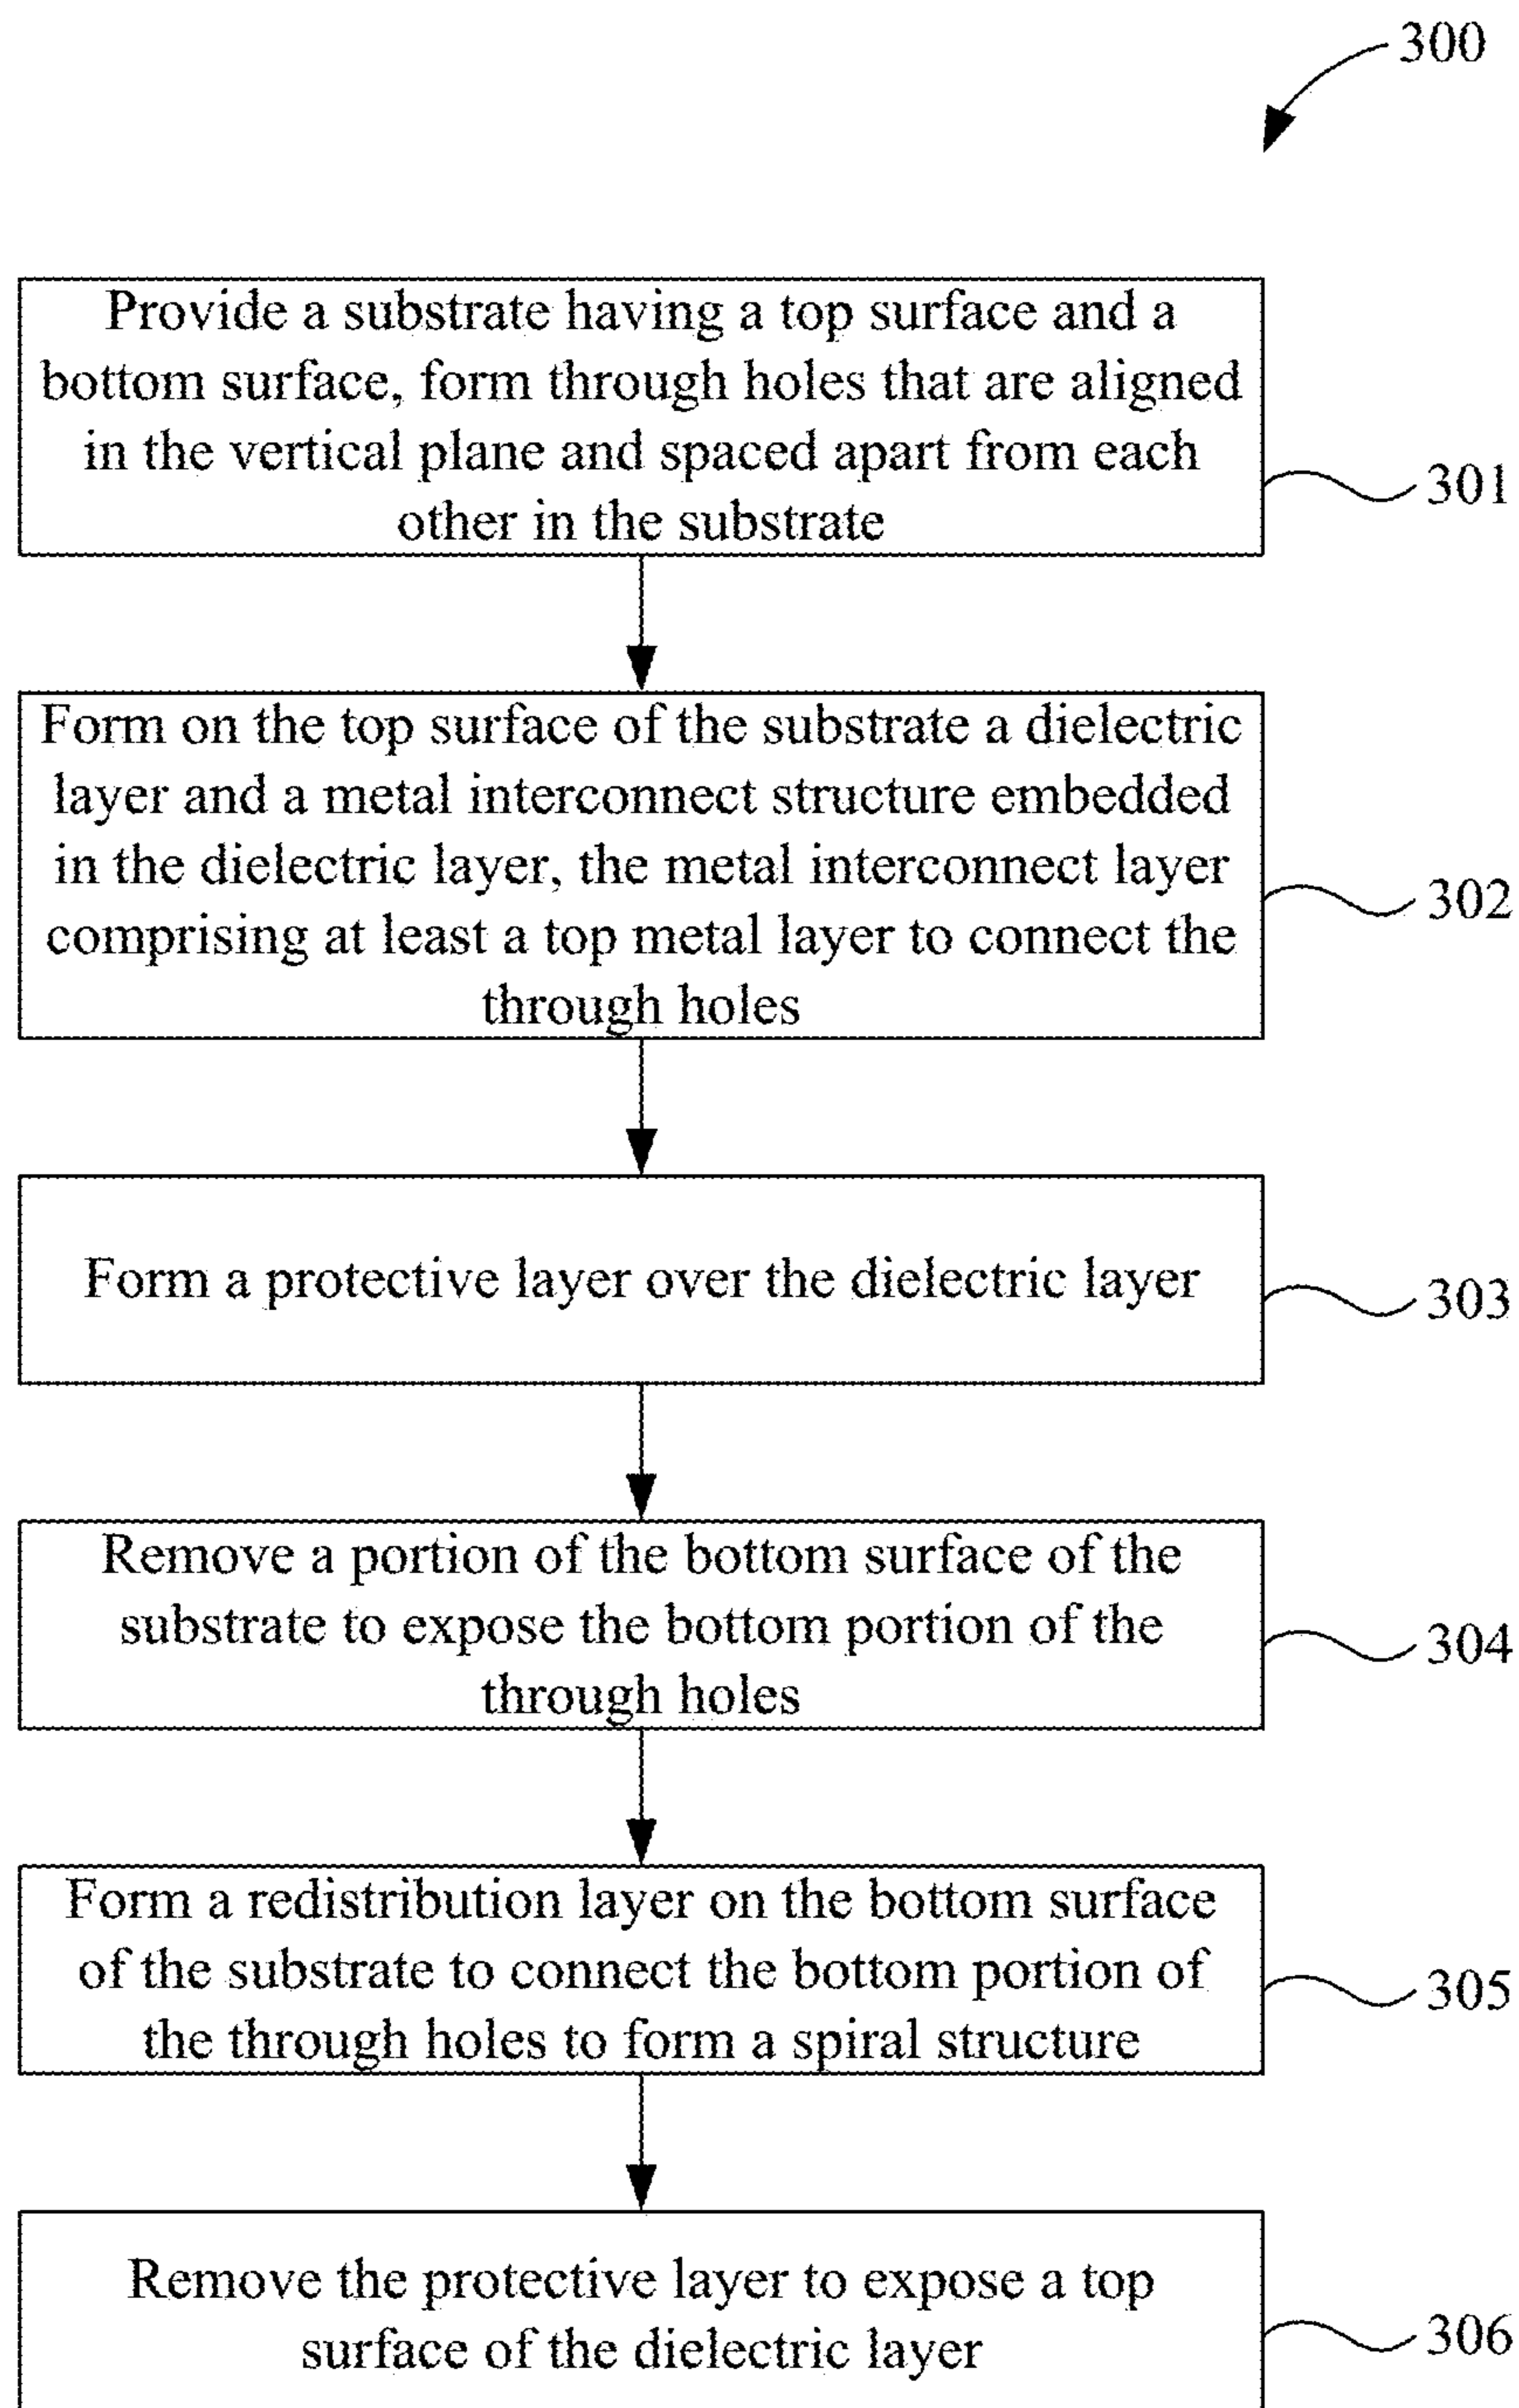 300
Provide a substrate having a top surface and a
bottom surface, form through holes that are aligned
in the vertical plane and spaced apart from each
other in the substrate
301
Form on the top surface of the substrate a dielectric
layer and a metal interconnect structure embedded
in the dielectric layer, the metal interconnect layer
comprising at least a top metal layer to connect the
through holes
302
Form a protective layer over the dielectric layer
303
Remove a portion of the bottom surface of the
substrate to expose the bottom portion of the
through holes
304
Form a redistribution layer on the bottom surface
of the substrate to connect the bottom portion of
the through holes to form a spiral structure
305
Remove the protective layer to expose a top
surface of the dielectric layer
306